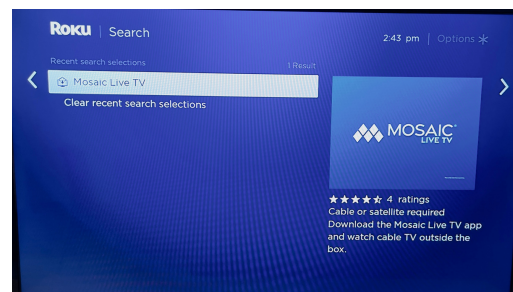 Roku | Search
2:43 pm | Options
Recent search selections
1 Result
Mosaic Live TV
Clear recent search selections
MOSAIC
LIVE TV
4 ratings
Cable or satellite required
Download the Mosaic Live TV app
and watch cable TV outside the
box.